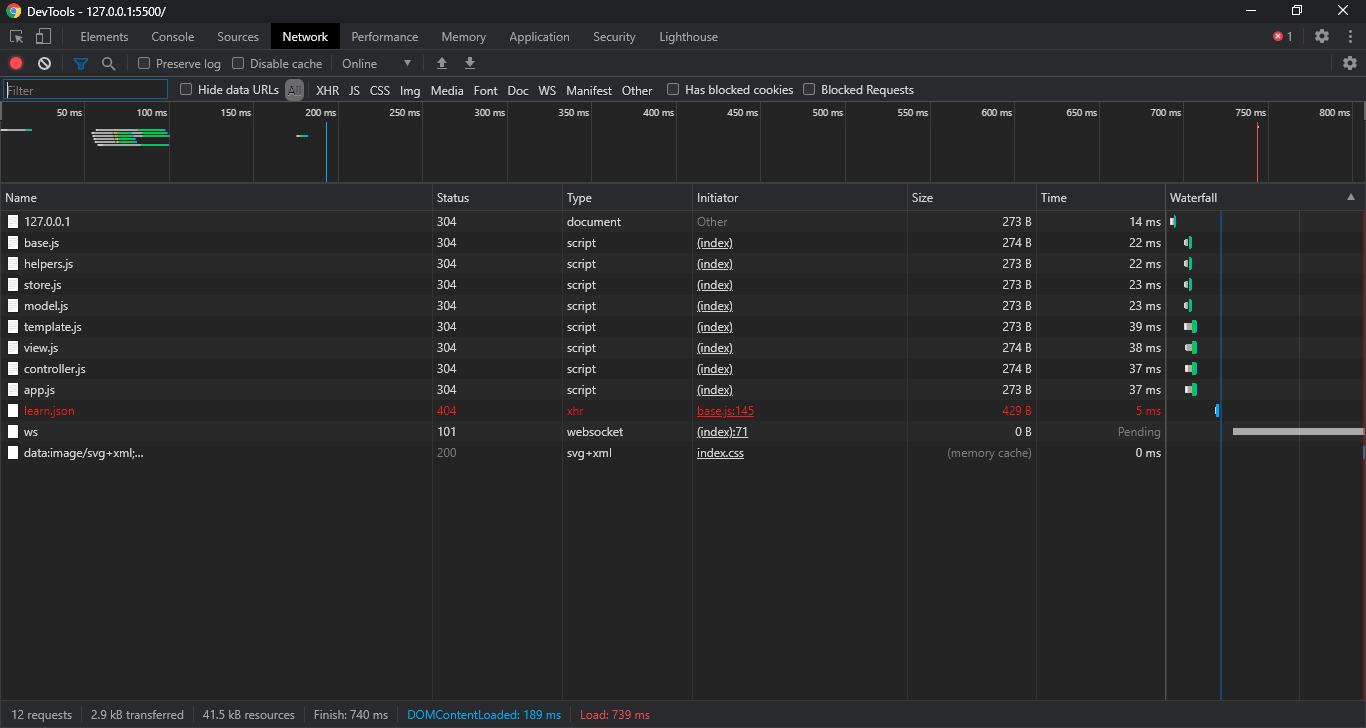 DevTools - 127.0.0.1:5500/
Elements Console Sources Network Performance Memory Application Security Lighthouse 1
Preserve log Disable cache Online
Filter Hide data URLs All XHR JS CSS Img Media Font Doc WS Manifest Other Has blocked cookies Blocked Requests
50 ms 100 ms 150 ms 200 ms 250 ms 300 ms 350 ms 400 ms 450 ms 500 ms 550 ms 600 ms 650 ms 700 ms 750 ms 800 ms
Name Status Type Initiator Size Time Waterfall
127.0.0.1 304 document Other 273 B 14 ms
base.js 304 script (index) 274 B 22 ms
helpers.js 304 script (index) 273 B 22 ms
store.js 304 script (index) 273 B 23 ms
model.js 304 script (index) 273 B 23 ms
template.js 304 script (index) 273 B 39 ms
view.js 304 script (index) 274 B 38 ms
controller.js 304 script (index) 274 B 37 ms
app.js 304 script (index) 273 B 37 ms
learn.json 404 xhr base.js:145 429 B 5 ms
ws 101 websocket (index):71 0 B Pending
data:image/svg+xml;... 200 svg+xml index.css (memory cache) 0 ms
12 requests 2.9 kB transferred 41.5 kB resources Finish: 740 ms DOMContentLoaded: 189 ms Load: 739 ms